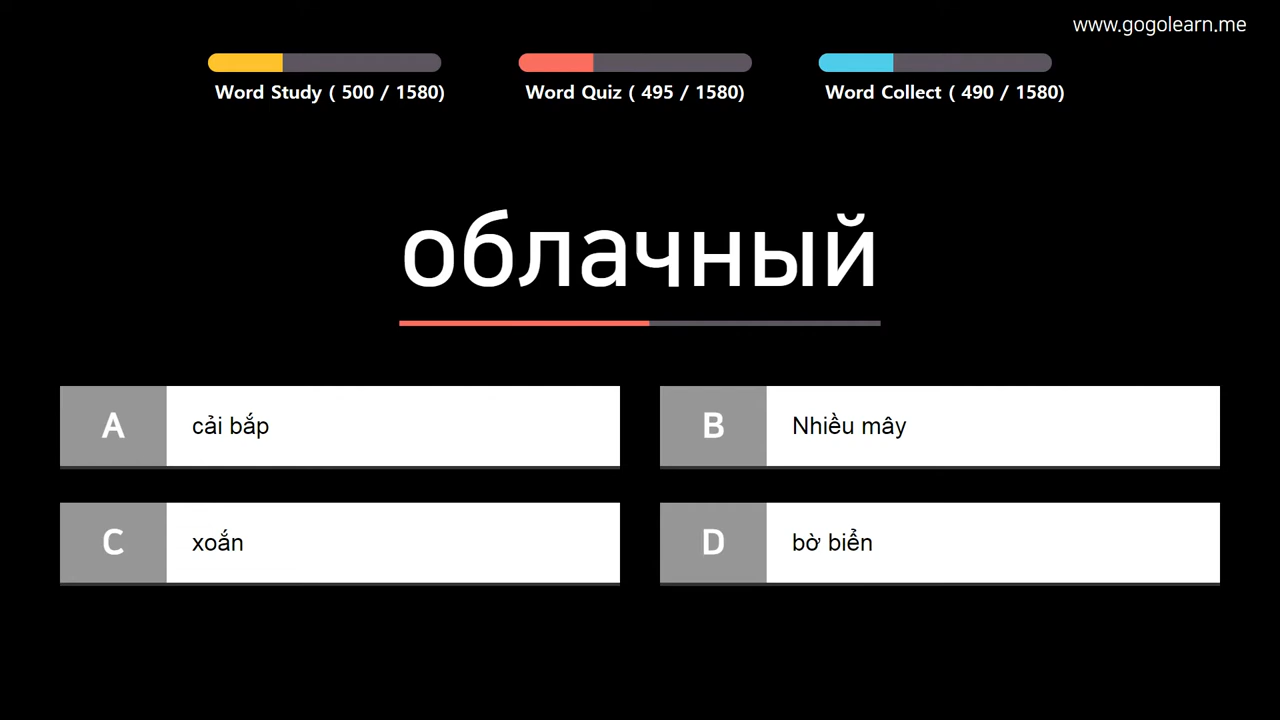 www.gogolearn.me
Word Study ( 500 / 1580)
Word Quiz ( 495 / 1580)
Word Collect ( 490 / 1580)
облачный
A cải bắp
B Nhiều mây
C xoắn
D bờ biển